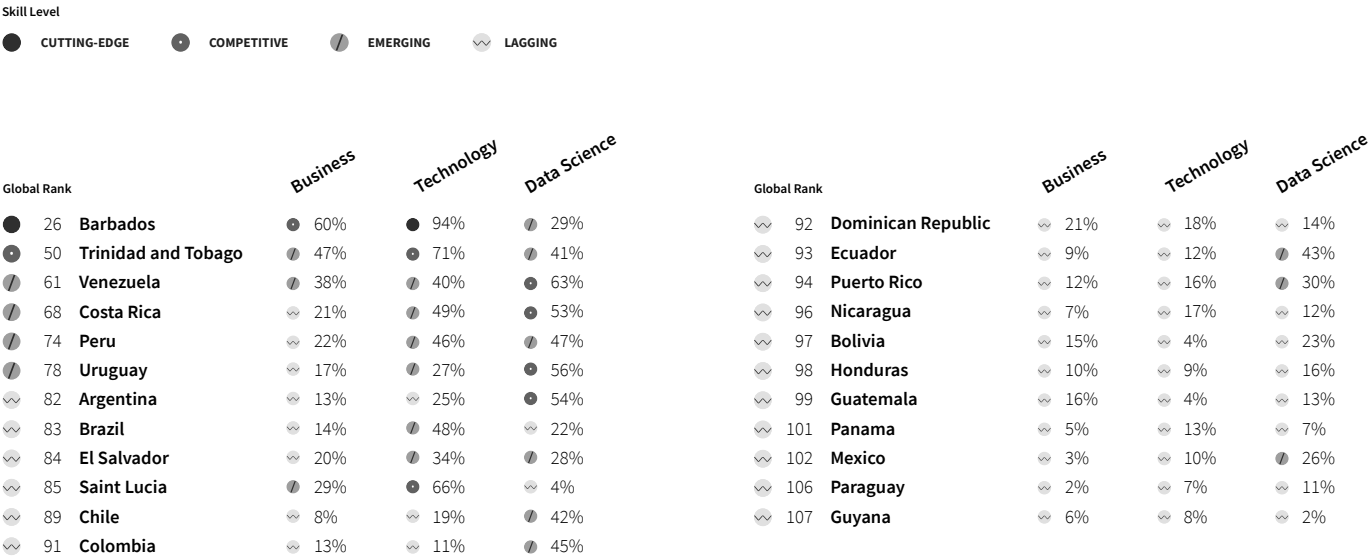 Skill Level
CUTTING-EDGE COMPETITIVE EMERGING LAGGING
Global Rank Business Technology Data Science
26 Barbados 60% 94% 29%
50 Trinidad and Tobago 47% 71% 41%
61 Venezuela 38% 40% 63%
68 Costa Rica 21% 49% 53%
74 Peru 22% 46% 47%
78 Uruguay 17% 27% 56%
82 Argentina 13% 25% 54%
83 Brazil 14% 48% 22%
84 El Salvador 20% 34% 28%
85 Saint Lucia 29% 66% 4%
89 Chile 8% 19% 42%
91 Colombia 13% 11% 45%
Global Rank Business Technology Data Science
92 Dominican Republic 21% 18% 14%
93 Ecuador 9% 12% 43%
94 Puerto Rico 12% 16% 30%
96 Nicaragua 7% 17% 12%
97 Bolivia 15% 4% 23%
98 Honduras 10% 9% 16%
99 Guatemala 16% 4% 13%
101 Panama 5% 13% 7%
102 Mexico 3% 10% 26%
106 Paraguay 2% 7% 11%
107 Guyana 6% 8% 2%